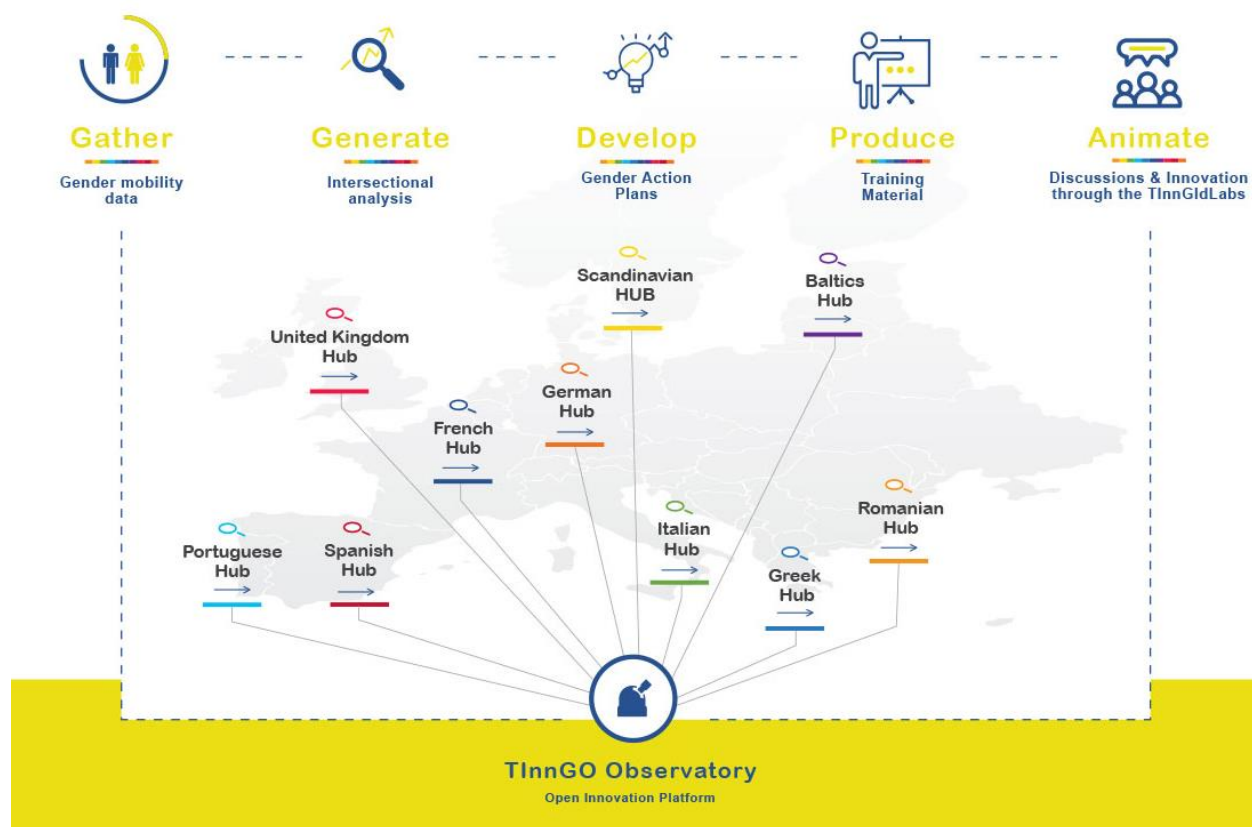 Gather
Generate
Develop
Produce
Animate
Gender mobility
data
Intersectional
analysis
Gender Action
Plans
Training
Material
Discussions & Innovation
through the TInnGIdLabs
Scandinavian
HUB
Baltics
Hub
United Kingdom
Hub
German
Hub
French
Hub
Romanian
Hub
Italian
Hub
Portuguese
Hub
Spanish
Hub
Greek
Hub
TInnGO Observatory
Open Innovation Platform